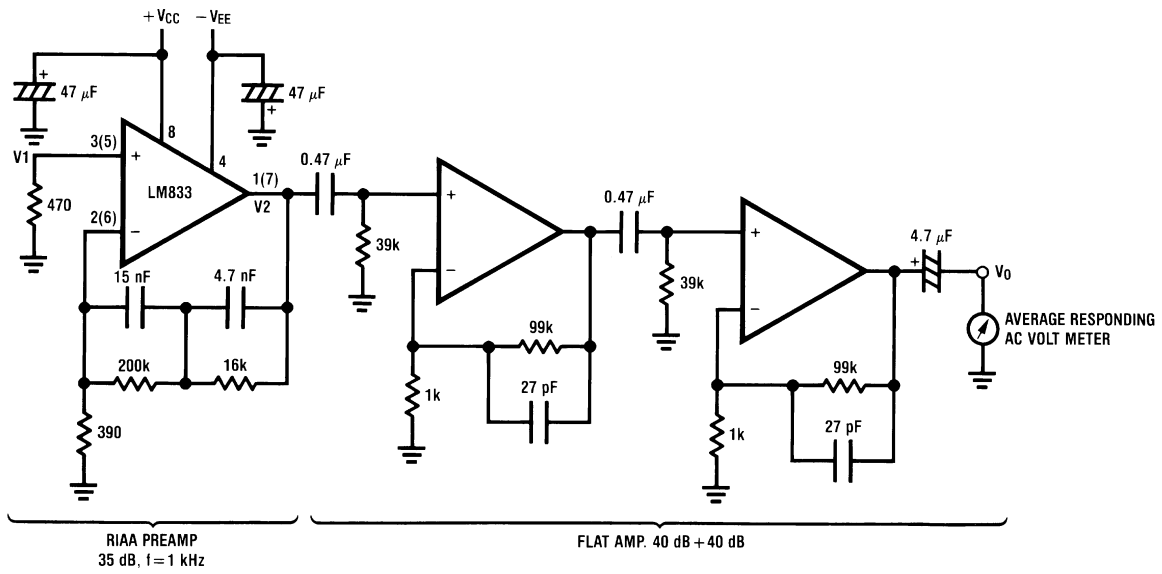 +VCC
−VEE
+
47 μF
47 μF
+
8
3(5)
4
V1
+
0.47 μF
1(7)
LM833
V2
470
+
0.47 μF
2(6)
−
39k
+
4.7 μF
+
VO
−
39k
15 nF
4.7 nF
−
AVERAGE RESPONDING
AC VOLT METER
99k
200k
16k
99k
1k
27 pF
390
1k
27 pF
RIAA PREAMP
35 dB, f = 1 kHz
FLAT AMP. 40 dB + 40 dB